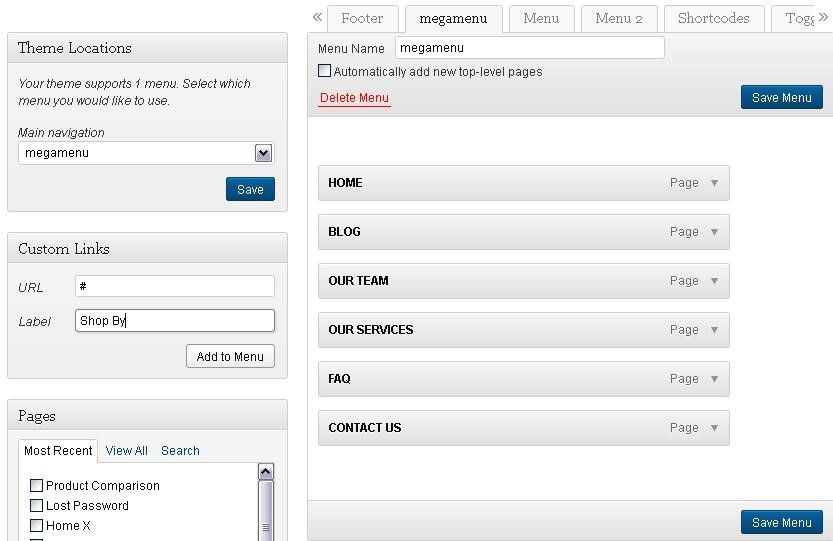 « Footer megamenu Menu Menu 2 Shortcodes Togg »
Theme Locations
Your theme supports 1 menu. Select which
menu you would like to use.
Main navigation
megamenu
Save
Custom Links
URL #
Label Shop By
Add to Menu
Pages
Most Recent View All Search
Product Comparison
Lost Password
Home X
Menu Name megamenu
Automatically add new top-level pages
Delete Menu
Save Menu
HOME Page
BLOG Page
OUR TEAM Page
OUR SERVICES Page
FAQ Page
CONTACT US Page
Save Menu